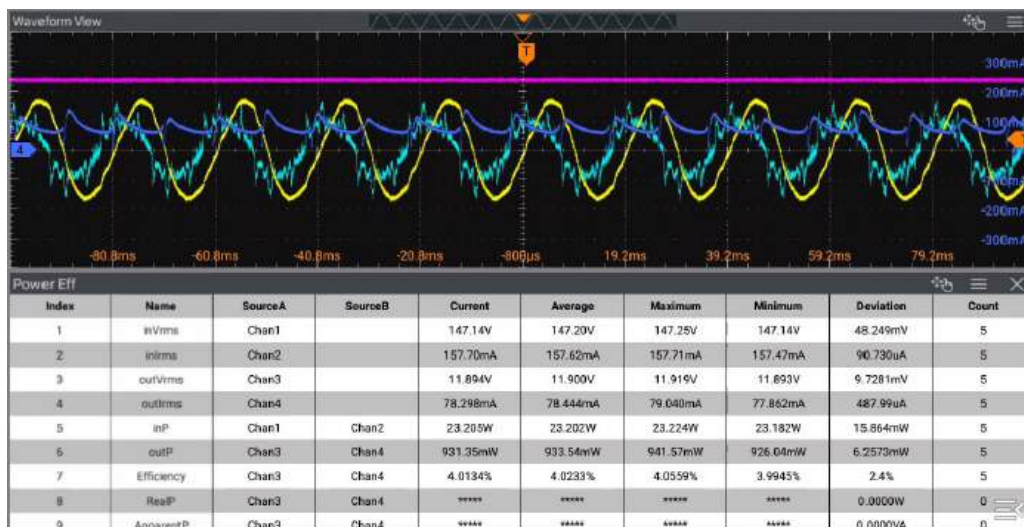 Waveform View
T
300mA
200mA
100mA
4
-100mA
-200mA
-300mA
-80.8ms -60.8ms -40.8ms -20.8ms -800µs 19.2ms 39.2ms 59.2ms 79.2ms
Power Eff
Index Name SourceA SourceB Current Average Maximum Minimum Deviation Count
1 inVrms Chan1 147.14V 147.20V 147.25V 147.14V 48.249mV 5
2 inIrms Chan2 157.70mA 157.62mA 157.71mA 157.47mA 90.730uA 5
3 outVrms Chan3 11.894V 11.900V 11.919V 11.893V 9.7281mV 5
4 outIrms Chan4 78.298mA 78.444mA 79.040mA 77.862mA 487.99uA 5
5 inP Chan1 Chan2 23.205W 23.202W 23.224W 23.182W 15.864mW 5
6 outP Chan3 Chan4 931.35mW 933.54mW 941.57mW 926.04mW 6.2573mW 5
7 Efficiency Chan3 Chan4 4.0134% 4.0233% 4.0559% 3.9945% 2.4% 5
8 RealP Chan3 Chan4 ***** ***** ***** ***** 0.0000W 0
9 ApparentP Chan3 Chan4 ***** ***** ***** ***** 0.0000VA 0